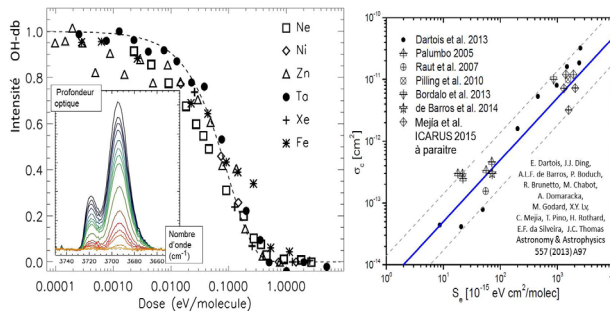 Intensité OH-db
1.0
0.8
0.6
0.4
0.2
0.0
Profondeur
optique
Nombre
d'onde
(cm⁻¹)
3740 3720 3700 3680 3660
0.0001 0.0010 0.0100 0.1000 1.0000
Dose (eV/molecule)
Ne
Ni
Zn
Ta
Xe
Fe
σc (cm²/molec)
10⁻¹⁰
10⁻¹¹
10⁻¹²
10⁻¹³
10⁻¹⁴
Dartois et al. 2013
Palumbo 2005
Raut et al. 2007
Pilling et al. 2010
Bordalo et al. 2013
de Barros et al. 2014
Mejía et al.
ICARUS 2015
à paraitre
E. Dartois, J.J. Ding,
A.L.F. de Barros, P. Boduch,
R. Brunetto, M. Chabot,
A. Domaracka,
M. Godard, X.Y. Lv,
C. Mejia, T. Pino, H. Rothard,
E.F. da Silveira, J.C. Thomas
Astronomy & Astrophysics
557 (2013) A97
10¹ 10² 10³
Se [10⁻¹⁵ eV cm²/molec]